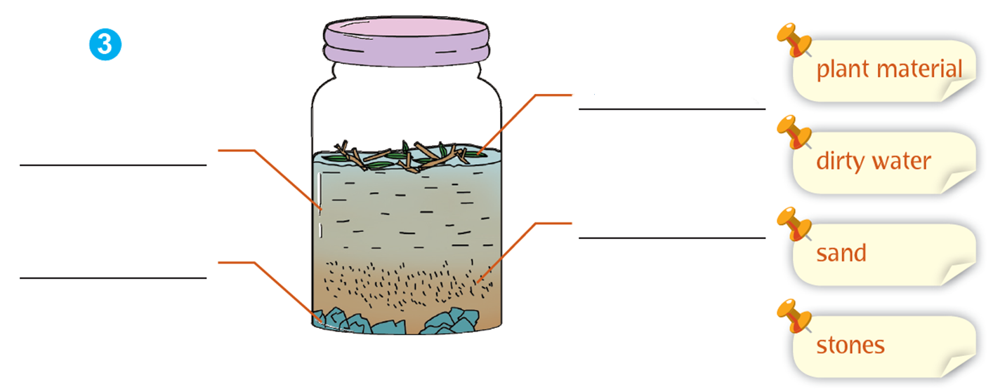 3
plant material
dirty water
sand
stones